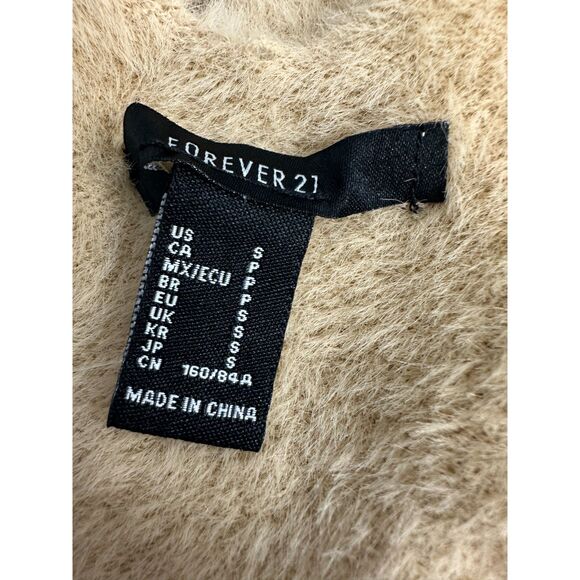 FOREVER 21
US S
CA P
MX/ECU P
BR P
EU S
UK S
KR S
JP S
CN 160/84A
MADE IN CHINA